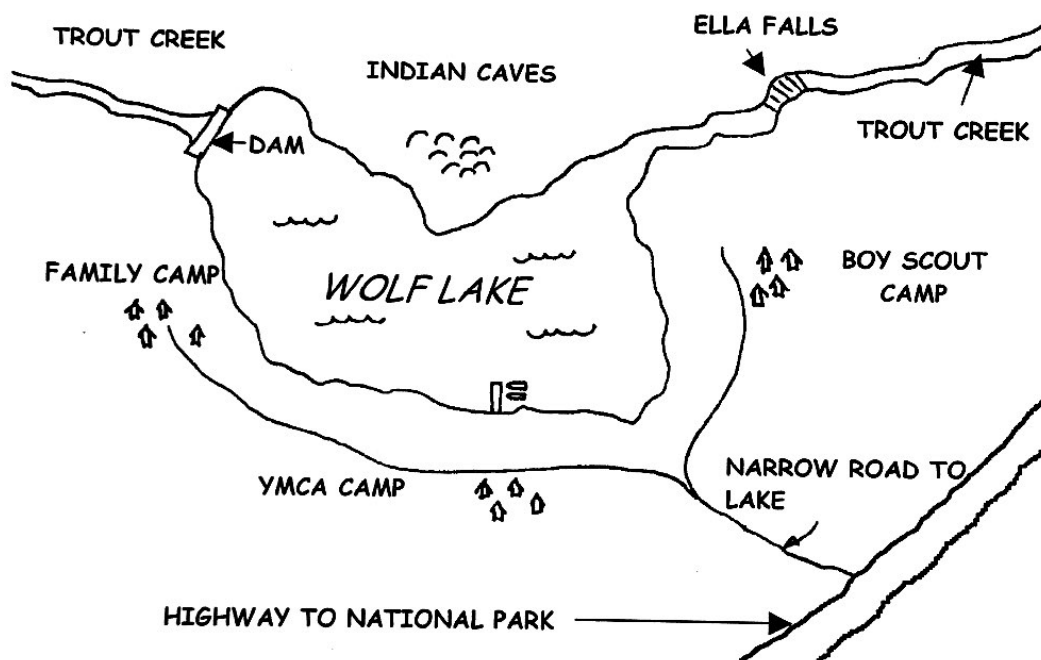 TROUT CREEK
INDIAN CAVES
ELLA FALLS
TROUT CREEK
DAM
FAMILY CAMP
WOLF LAKE
BOY SCOUT
CAMP
YMCA CAMP
NARROW ROAD TO
LAKE
HIGHWAY TO NATIONAL PARK